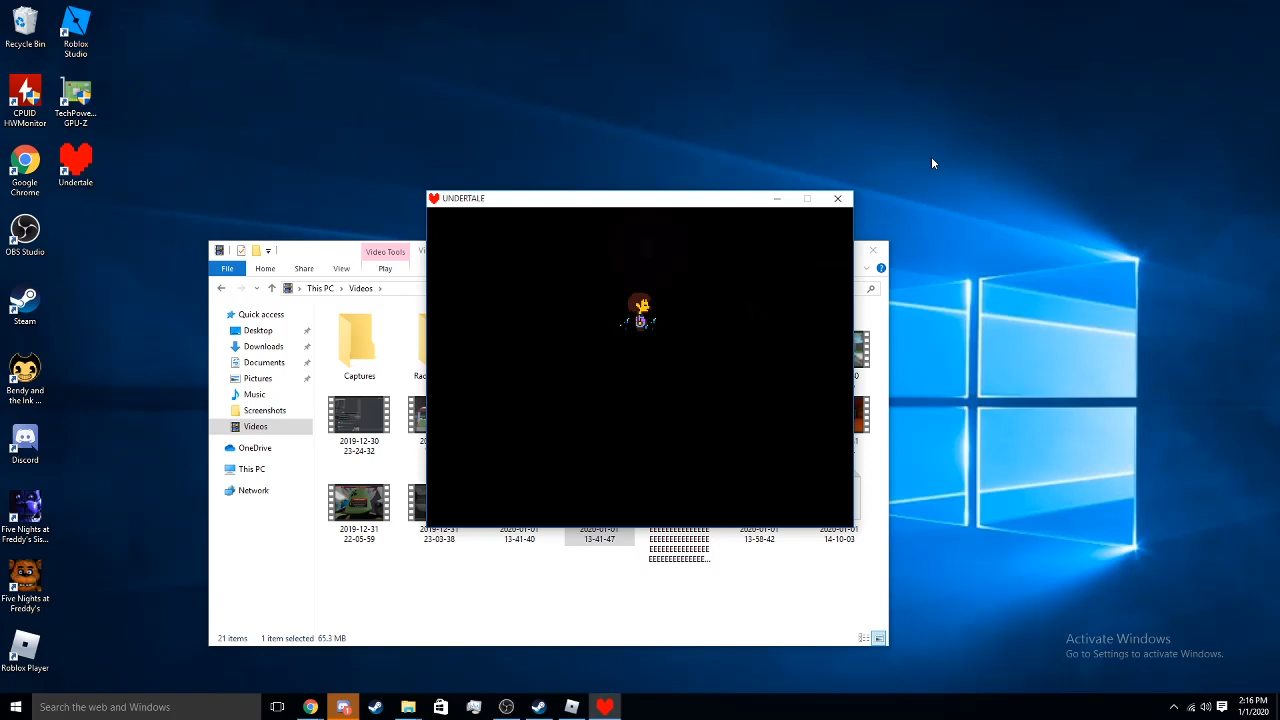 Recycle Bin
Roblox
Studio
CPUID
HWMonitor
TechPowe...
GPU-Z
Google
Chrome
Undertale
OBS Studio
Steam
Bendy and
the Ink ...
Discord
Five Nights at
Freddy's Sis...
Five Nights at
Freddy's
Roblox Player
UNDERTALE
Video Tools
File
Home
Share
View
Play
This PC
Videos
Quick access
Desktop
Downloads
Documents
Pictures
Music
Screenshots
Videos
OneDrive
This PC
Network
Captures
2019-12-30
23-24-32
2019-12-31
22-05-59
2019-12-31
23-03-38
2020-01-01
13-41-40
2020-01-01
13-41-47
2020-01-01
13-58-42
2020-01-01
14-10-03
21 items
1 item selected
65.3 MB
Activate Windows
Go to Settings to activate Windows.
Search the web and Windows
2:16 PM
1/1/2020